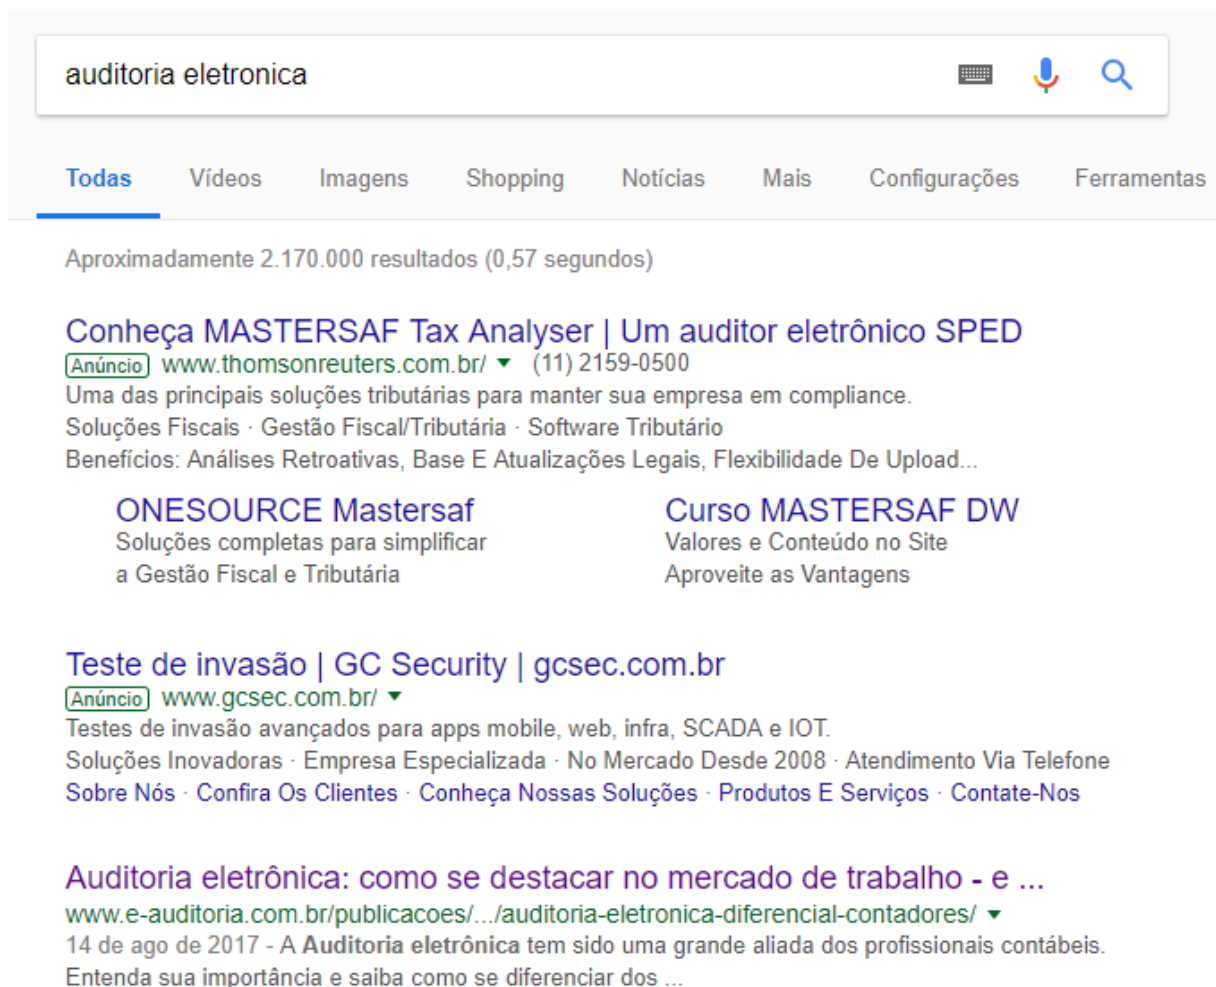 auditoria eletronica
Todas Vídeos Imagens Shopping Notícias Mais Configurações Ferramentas
Aproximadamente 2.170.000 resultados (0,57 segundos)
Conheça MASTERSAF Tax Analyser | Um auditor eletrônico SPED
Anúncio www.thomsonreuters.com.br/ (11) 2159-0500
Uma das principais soluções tributárias para manter sua empresa em compliance.
Soluções Fiscais · Gestão Fiscal/Tributária · Software Tributário
Benefícios: Análises Retroativas, Base E Atualizações Legais, Flexibilidade De Upload...
ONESOURCE Mastersaf
Soluções completas para simplificar
a Gestão Fiscal e Tributária
Curso MASTERSAF DW
Valores e Conteúdo no Site
Aproveite as Vantagens
Teste de invasão | GC Security | gcsec.com.br
Anúncio www.gcsec.com.br/
Testes de invasão avançados para apps mobile, web, infra, SCADA e IOT.
Soluções Inovadoras · Empresa Especializada · No Mercado Desde 2008 · Atendimento Via Telefone
Sobre Nós · Confira Os Clientes · Conheça Nossas Soluções · Produtos E Serviços · Contate-Nos
Auditoria eletrônica: como se destacar no mercado de trabalho - e ...
www.e-auditoria.com.br/publicacoes/.../auditoria-eletronica-diferencial-contadores/
14 de ago de 2017 - A Auditoria eletrônica tem sido uma grande aliada dos profissionais contábeis.
Entenda sua importância e saiba como se diferenciar dos ...